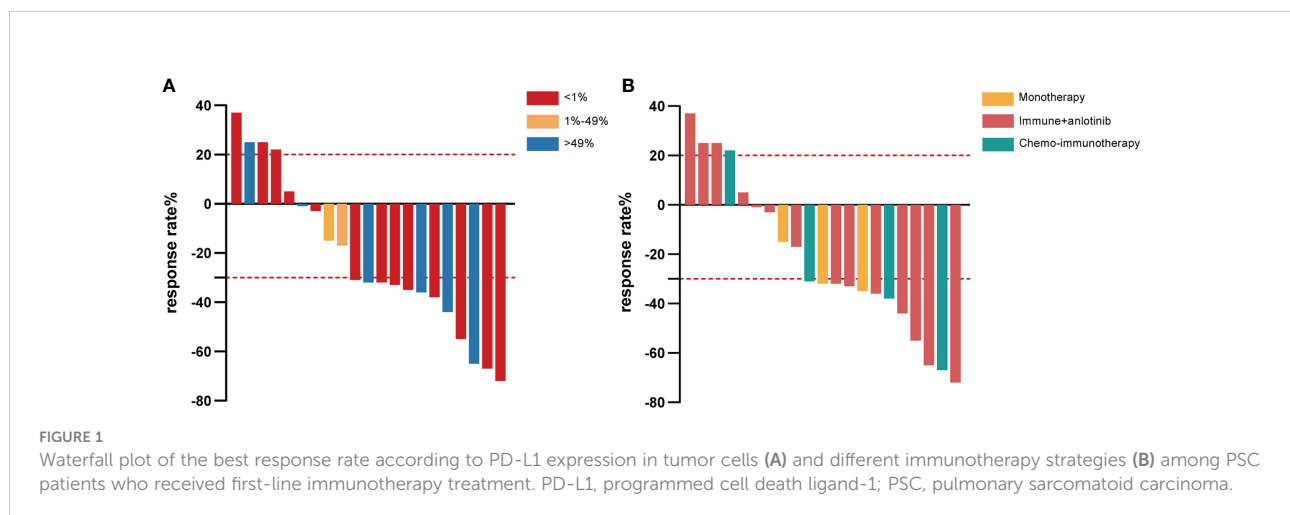 A
<1%
1%-49%
>49%
response rate%
40
20
0
-20
-40
-60
-80
B
Monotherapy
Immune+anlotinib
Chemo-immunotherapy
response rate%
40
20
0
-20
-40
-60
-80
FIGURE 1
Waterfall plot of the best response rate according to PD-L1 expression in tumor cells (A) and different immunotherapy strategies (B) among PSC
patients who received first-line immunotherapy treatment. PD-L1, programmed cell death ligand-1; PSC, pulmonary sarcomatoid carcinoma.